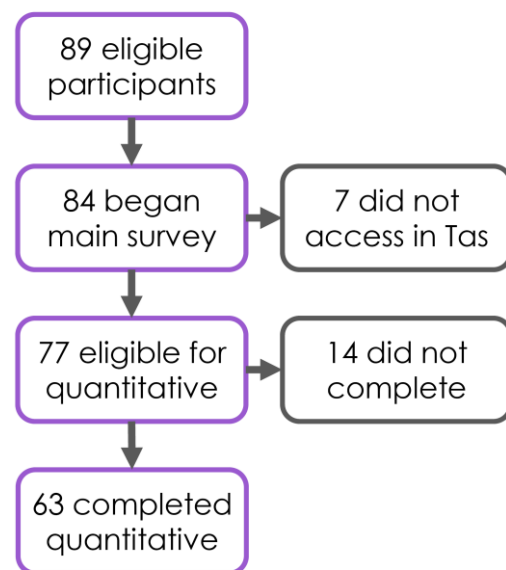 89 eligible
participants
84 began
main survey
7 did not
access in Tas
77 eligible for
quantitative
14 did not
complete
63 completed
quantitative